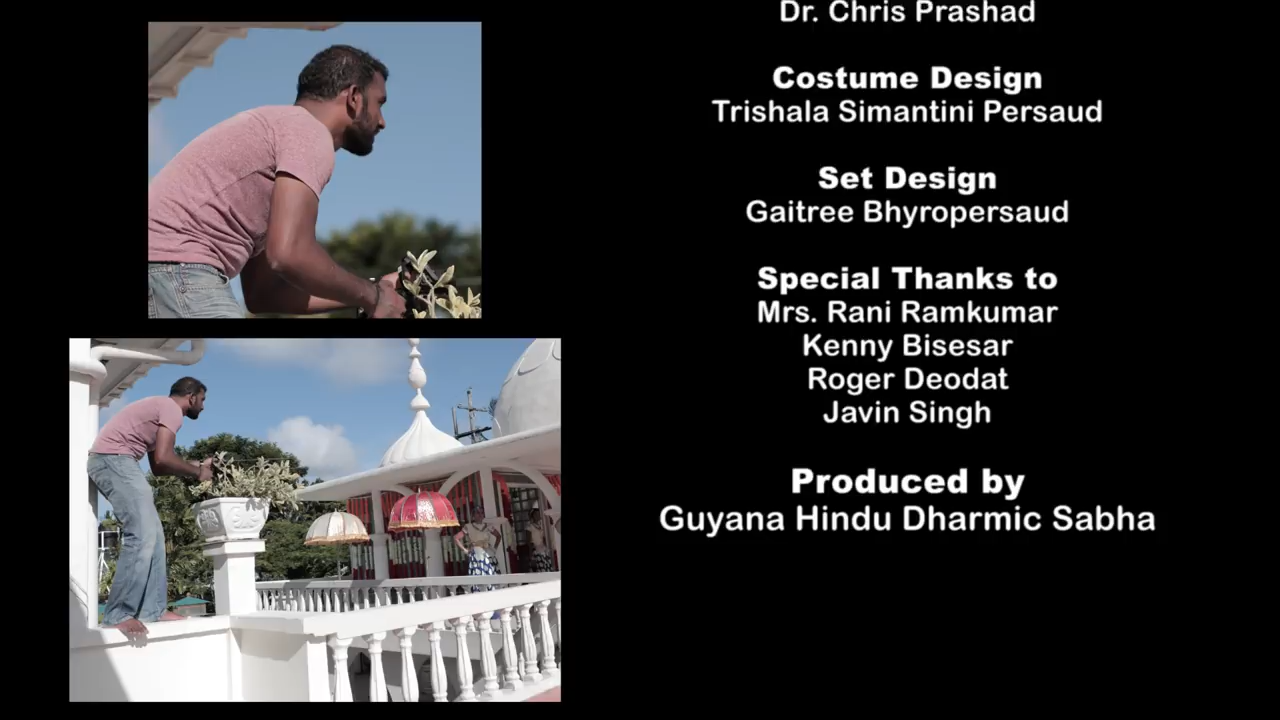 Dr. Chris Prashad
Costume Design
Trishala Simantini Persaud
Set Design
Gaitree Bhyropersaud
Special Thanks to
Mrs. Rani Ramkumar
Kenny Bisesar
Roger Deodat
Javin Singh
Produced by
Guyana Hindu Dharmic Sabha